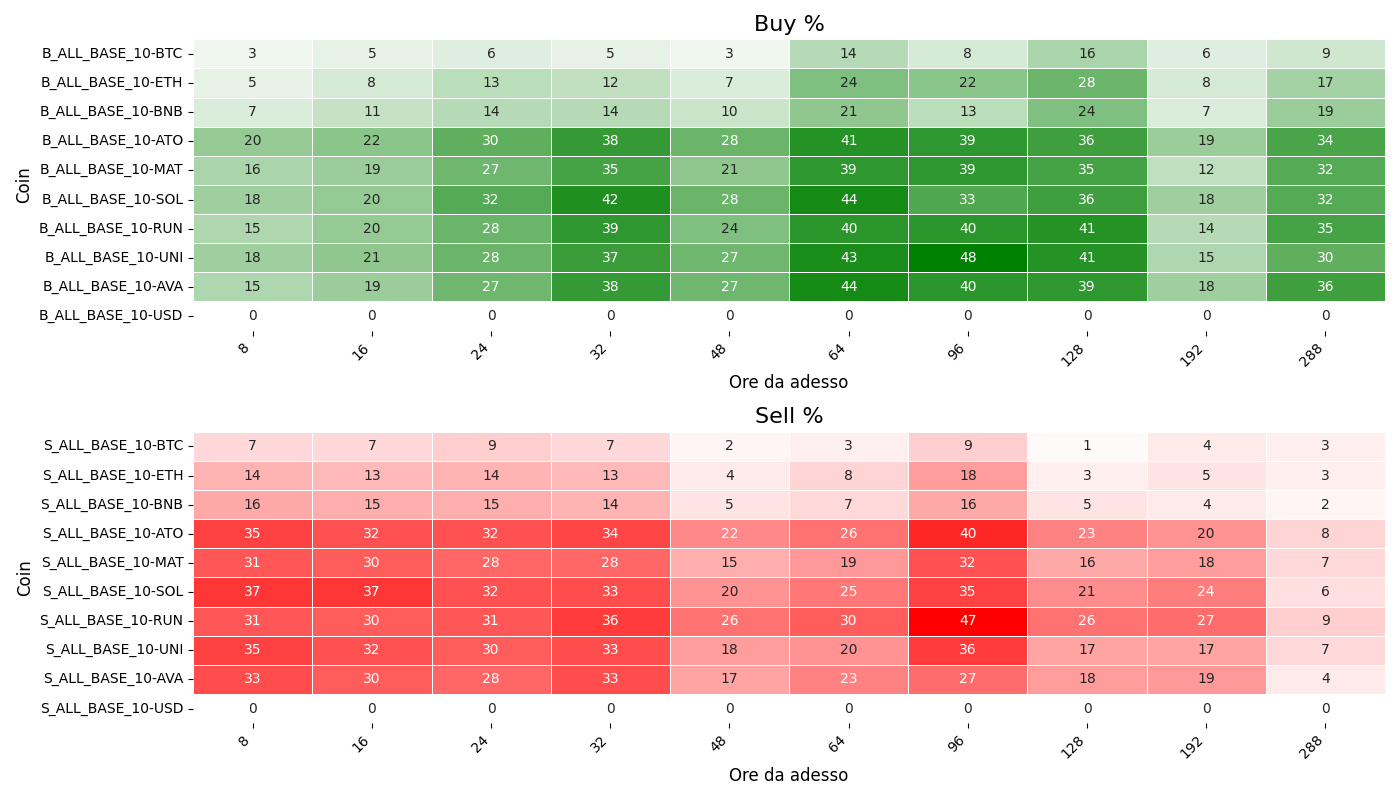 Buy %
Coin
B_ALL_BASE_10-BTC 3 5 6 5 3 14 8 16 6 9
B_ALL_BASE_10-ETH 5 8 13 12 7 24 22 28 8 17
B_ALL_BASE_10-BNB 7 11 14 14 10 21 13 24 7 19
B_ALL_BASE_10-ATO 20 22 30 38 28 41 39 36 19 34
B_ALL_BASE_10-MAT 16 19 27 35 21 39 39 35 12 32
B_ALL_BASE_10-SOL 18 20 32 42 28 44 33 36 18 32
B_ALL_BASE_10-RUN 15 20 28 39 24 40 40 41 14 35
B_ALL_BASE_10-UNI 18 21 28 37 27 43 48 41 15 30
B_ALL_BASE_10-AVA 15 19 27 38 27 44 40 39 18 36
B_ALL_BASE_10-USD 0 0 0 0 0 0 0 0 0 0
8 16 24 32 48 64 96 128 192 288
Ore da adesso
Sell %
Coin
S_ALL_BASE_10-BTC 7 7 9 7 2 3 9 1 4 3
S_ALL_BASE_10-ETH 14 13 14 13 4 8 18 3 5 3
S_ALL_BASE_10-BNB 16 15 15 14 5 7 16 5 4 2
S_ALL_BASE_10-ATO 35 32 32 34 22 26 40 23 20 8
S_ALL_BASE_10-MAT 31 30 28 28 15 19 32 16 18 7
S_ALL_BASE_10-SOL 37 37 32 33 20 25 35 21 24 6
S_ALL_BASE_10-RUN 31 30 31 36 26 30 47 26 27 9
S_ALL_BASE_10-UNI 35 32 30 33 18 20 36 17 17 7
S_ALL_BASE_10-AVA 33 30 28 33 17 23 27 18 19 4
S_ALL_BASE_10-USD 0 0 0 0 0 0 0 0 0 0
8 16 24 32 48 64 96 128 192 288
Ore da adesso